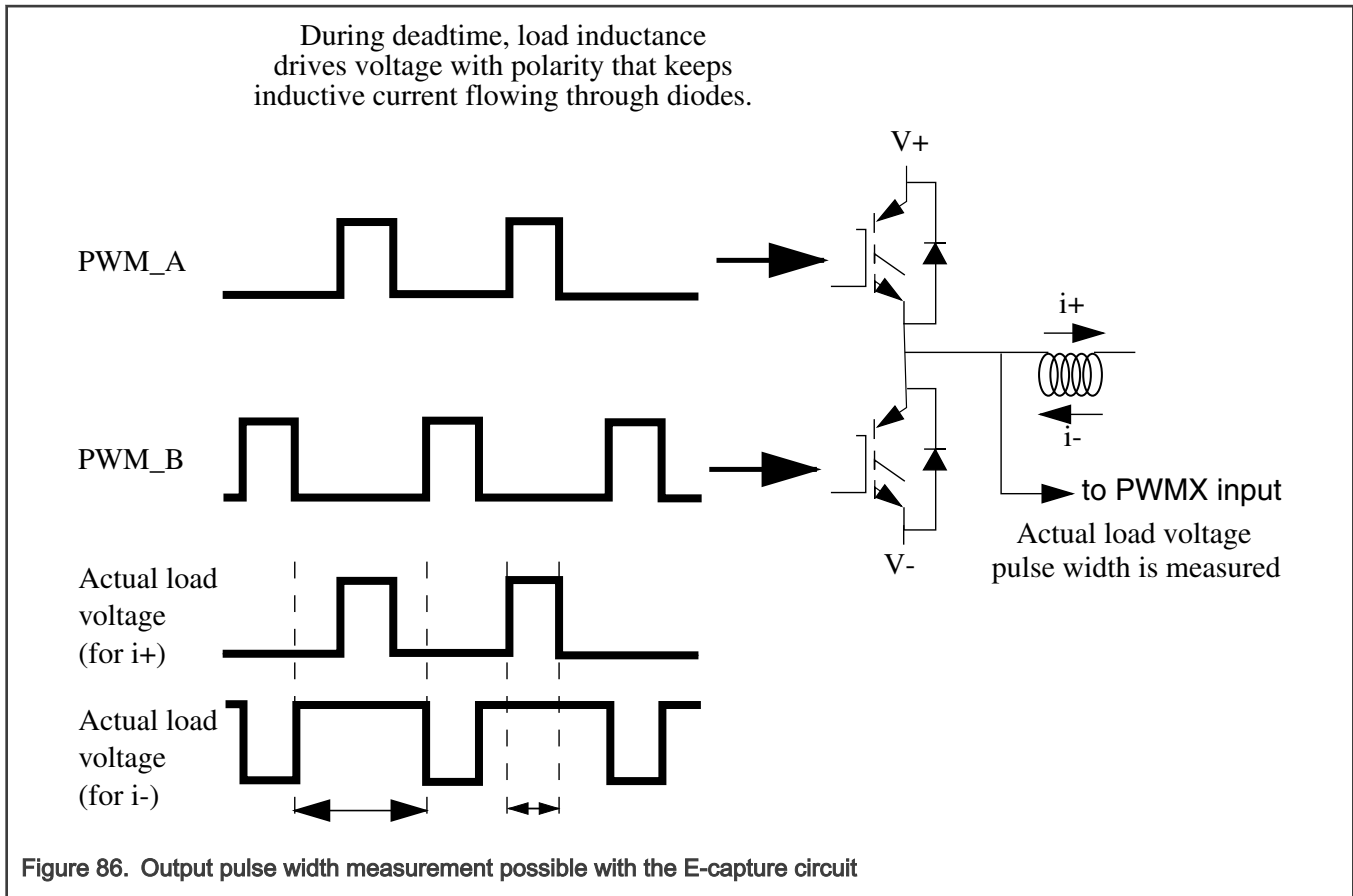 During deadtime, load inductance
drives voltage with polarity that keeps
inductive current flowing through diodes.
V+
PWM_A
i+
i-
PWM_B
to PWMX input
Actual load voltage
pulse width is measured
V-
Actual load
voltage
(for i+)
Actual load
voltage
(for i-)
Figure 86. Output pulse width measurement possible with the E-capture circuit